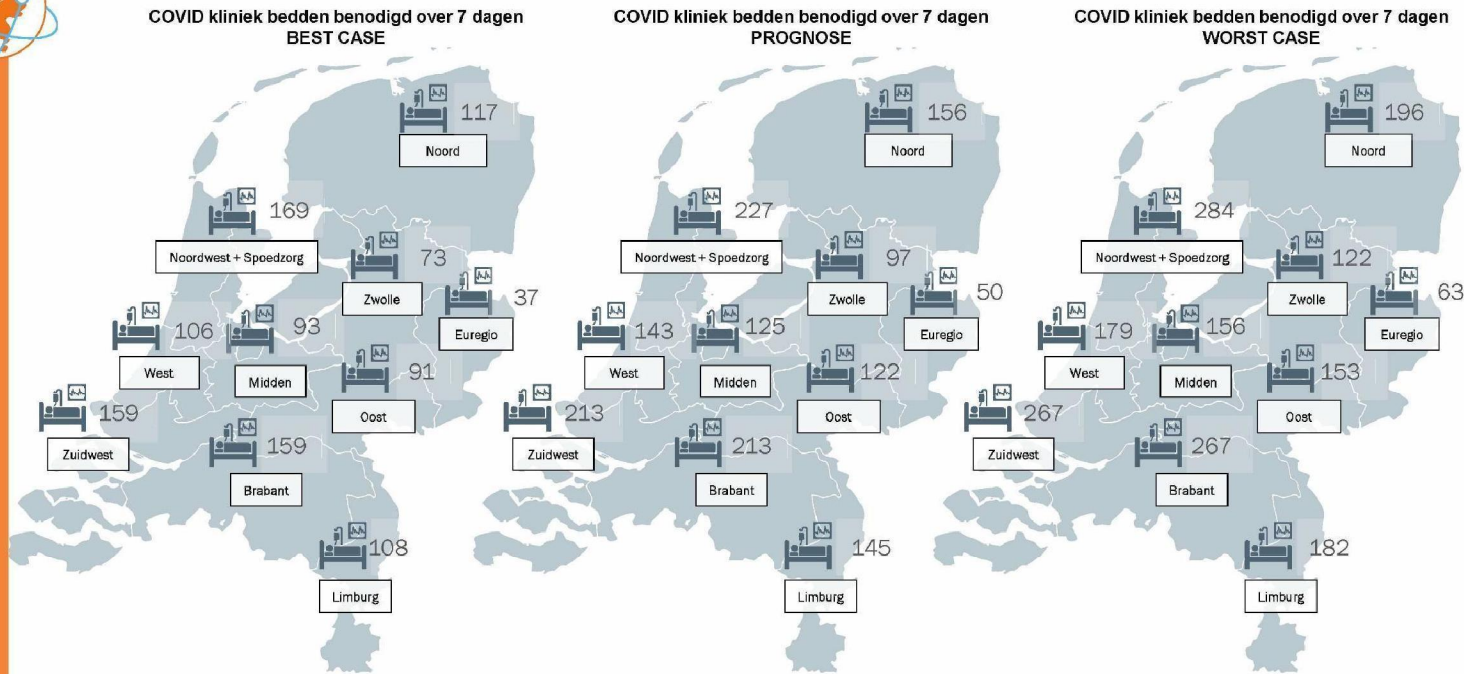 COVID kliniek bedden benodigd over 7 dagen
BEST CASE
117
Noord
169
Noordwest + Spoedzorg
73
Zwolle
37
Euregio
106
West
93
Midden
91
Oost
159
Zuidwest
159
Brabant
108
Limburg
COVID kliniek bedden benodigd over 7 dagen
PROGNOSE
156
Noord
227
Noordwest + Spoedzorg
97
Zwolle
50
Euregio
143
West
125
Midden
122
Oost
213
Zuidwest
213
Brabant
145
Limburg
COVID kliniek bedden benodigd over 7 dagen
WORST CASE
196
Noord
284
Noordwest + Spoedzorg
122
Zwolle
63
Euregio
179
West
156
Midden
153
Oost
267
Zuidwest
267
Brabant
182
Limburg